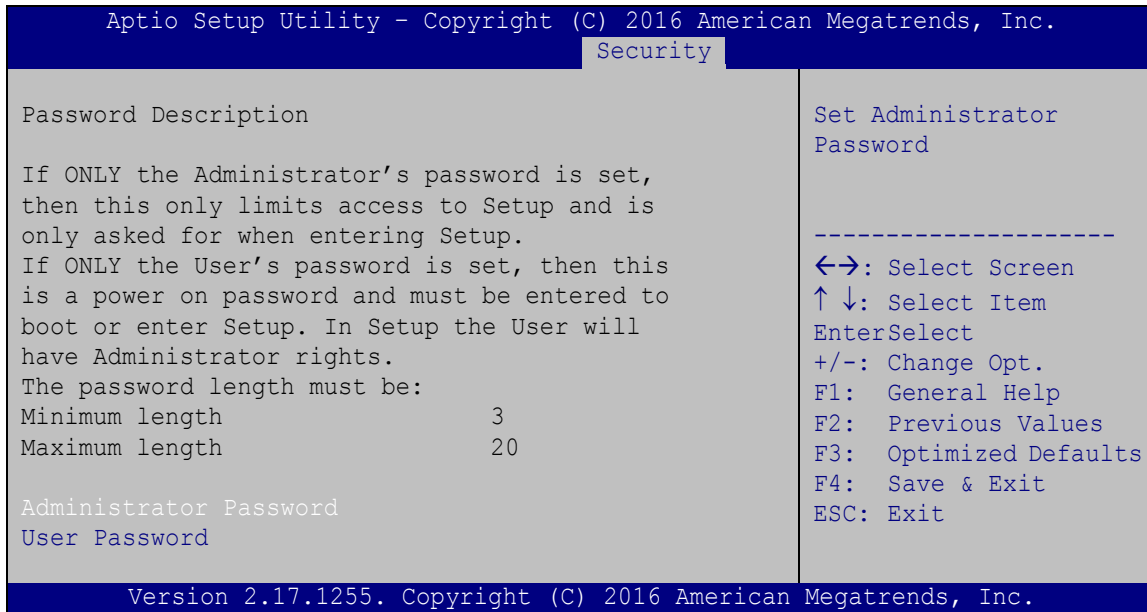 Aptio Setup Utility – Copyright (C) 2016 American Megatrends, Inc.
Security
Password Description
If ONLY the Administrator’s password is set,
then this only limits access to Setup and is
only asked for when entering Setup.
If ONLY the User’s password is set, then this
is a power on password and must be entered to
boot or enter Setup. In Setup the User will
have Administrator rights.
The password length must be:
Minimum length 3
Maximum length 20
Administrator Password
User Password
Set Administrator
Password
---------------------
←→: Select Screen
↑ ↓: Select Item
EnterSelect
+/-: Change Opt.
F1: General Help
F2: Previous Values
F3: Optimized Defaults
F4: Save & Exit
ESC: Exit
Version 2.17.1255. Copyright (C) 2016 American Megatrends, Inc.